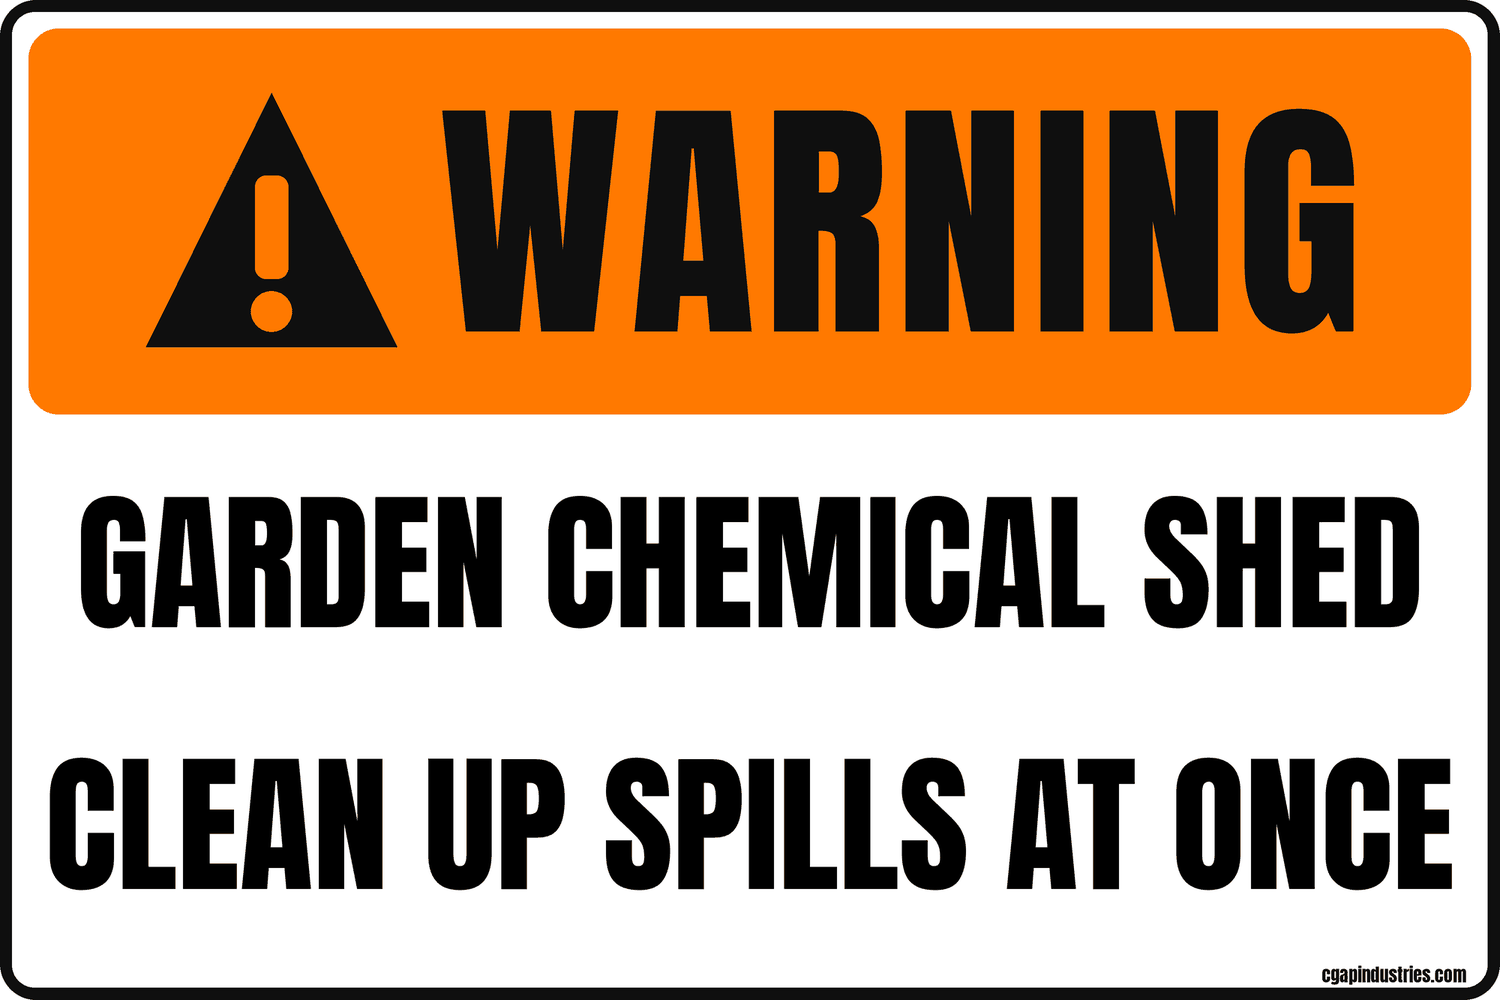 WARNING
GARDEN CHEMICAL SHED
CLEAN UP SPILLS AT ONCE
cgapindustries.com